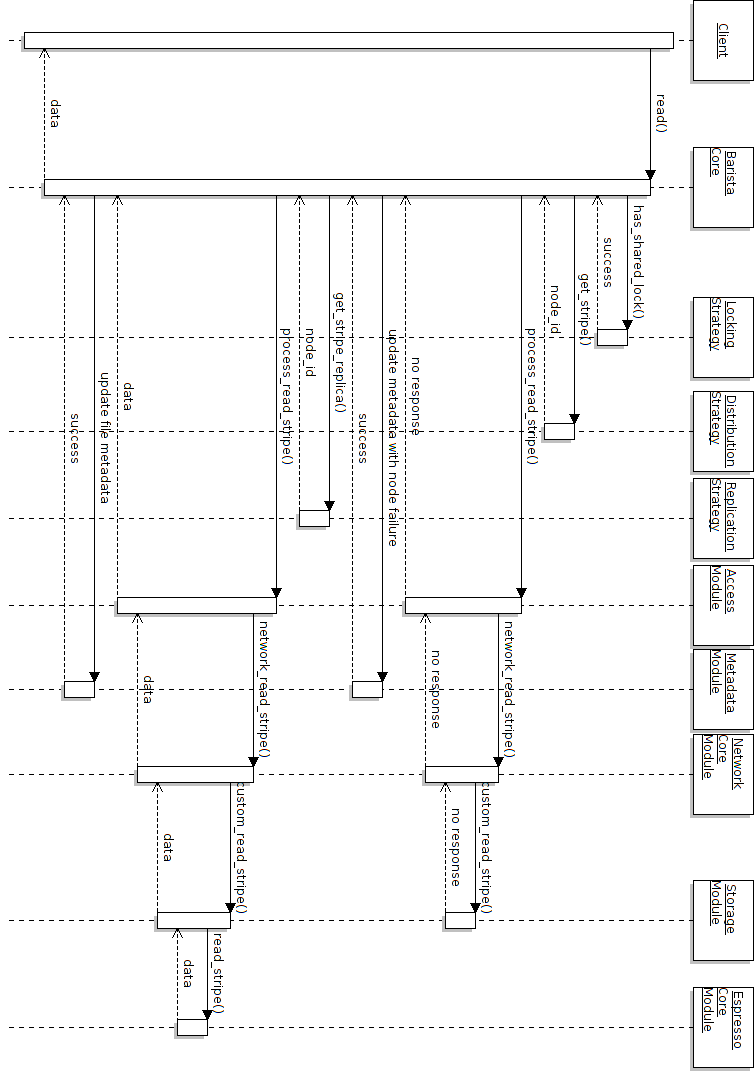 Client
Barista
Core
Locking
Strategy
Distribution
Strategy
Replication
Strategy
Access
Module
Metadata
Module
Network
Core
Module
Storage
Module
Espresso
Core
Module
read()
has_shared_lock()
success
get_stripe()
node_id
process_read_stripe()
network_read_stripe()
custom_read_stripe()
no response
no response
no response
update metadata with node failure
success
get_stripe_replica()
node_id
process_read_stripe()
network_read_stripe()
custom_read_stripe()
read_stripe()
data
data
data
data
update file metadata
success
data